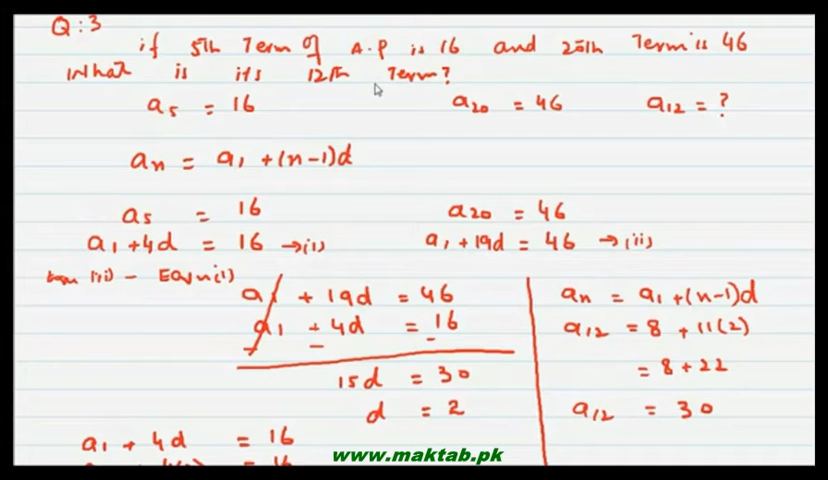 Q:3
if 5Th Term of A.P is 16 and 20th Term is 46
What is its 12Th Term?
a5 = 16 a20 = 46 a12 = ?
an = a1 + (n-1)d
a5 = 16 a20 = 46
a1 + 4d = 16 →(i) a1 + 19d = 46 →(ii)
(ii) - Eqn(i)
a1 + 19d = 46
a1 + 4d = 16
- - -
15d = 30
d = 2
an = a1 + (n-1)d
a12 = 8 + 11(2)
= 8 + 22
a12 = 30
a1 + 4d = 16
www.maktab.pk